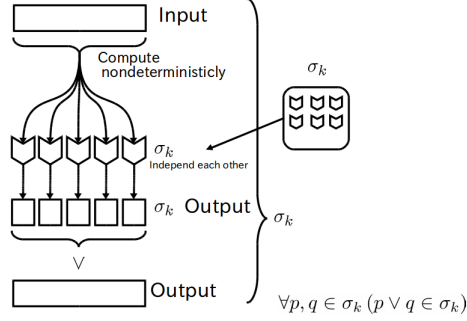 Input
Compute
nondeterministicly
σ_k
σ_k
Independ each other
σ_k Output
σ_k
∨
Output
∀p, q ∈ σ_k (p ∨ q ∈ σ_k)